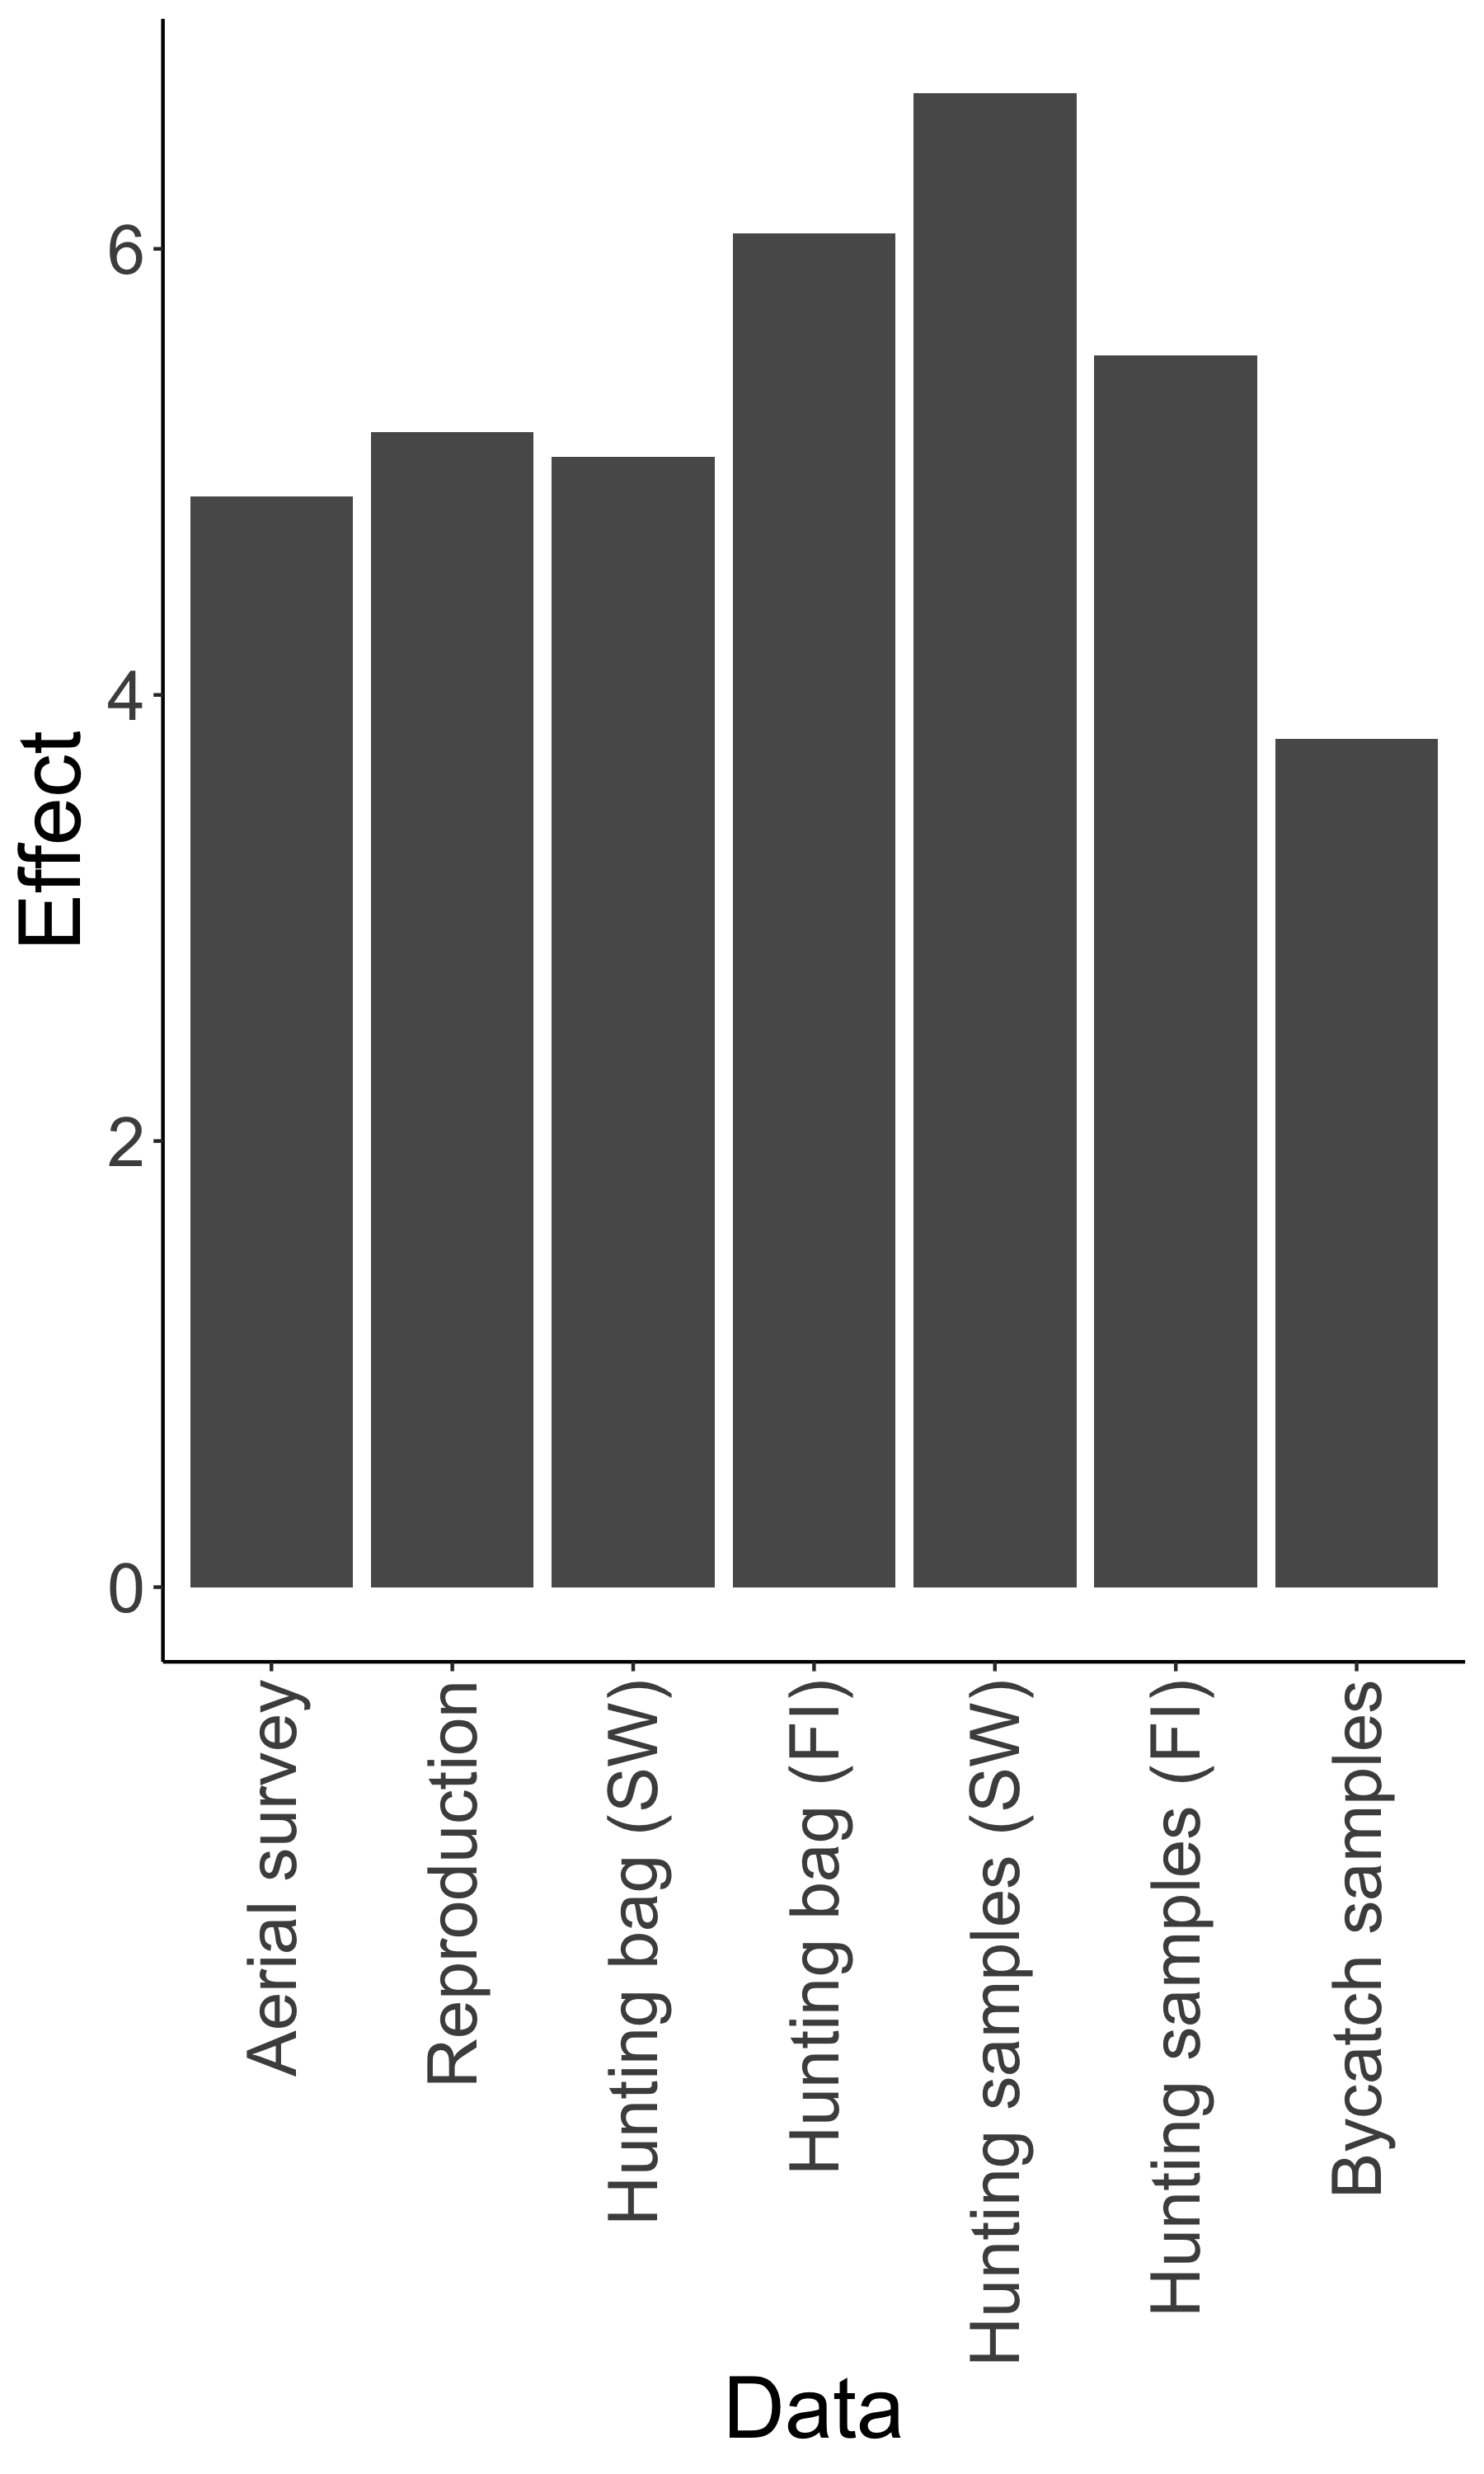 Effect
6
4
2
0
Aerial survey
Reproduction
Hunting bag (SW)
Hunting bag (FI)
Hunting samples (SW)
Hunting samples (FI)
Bycatch samples
Data